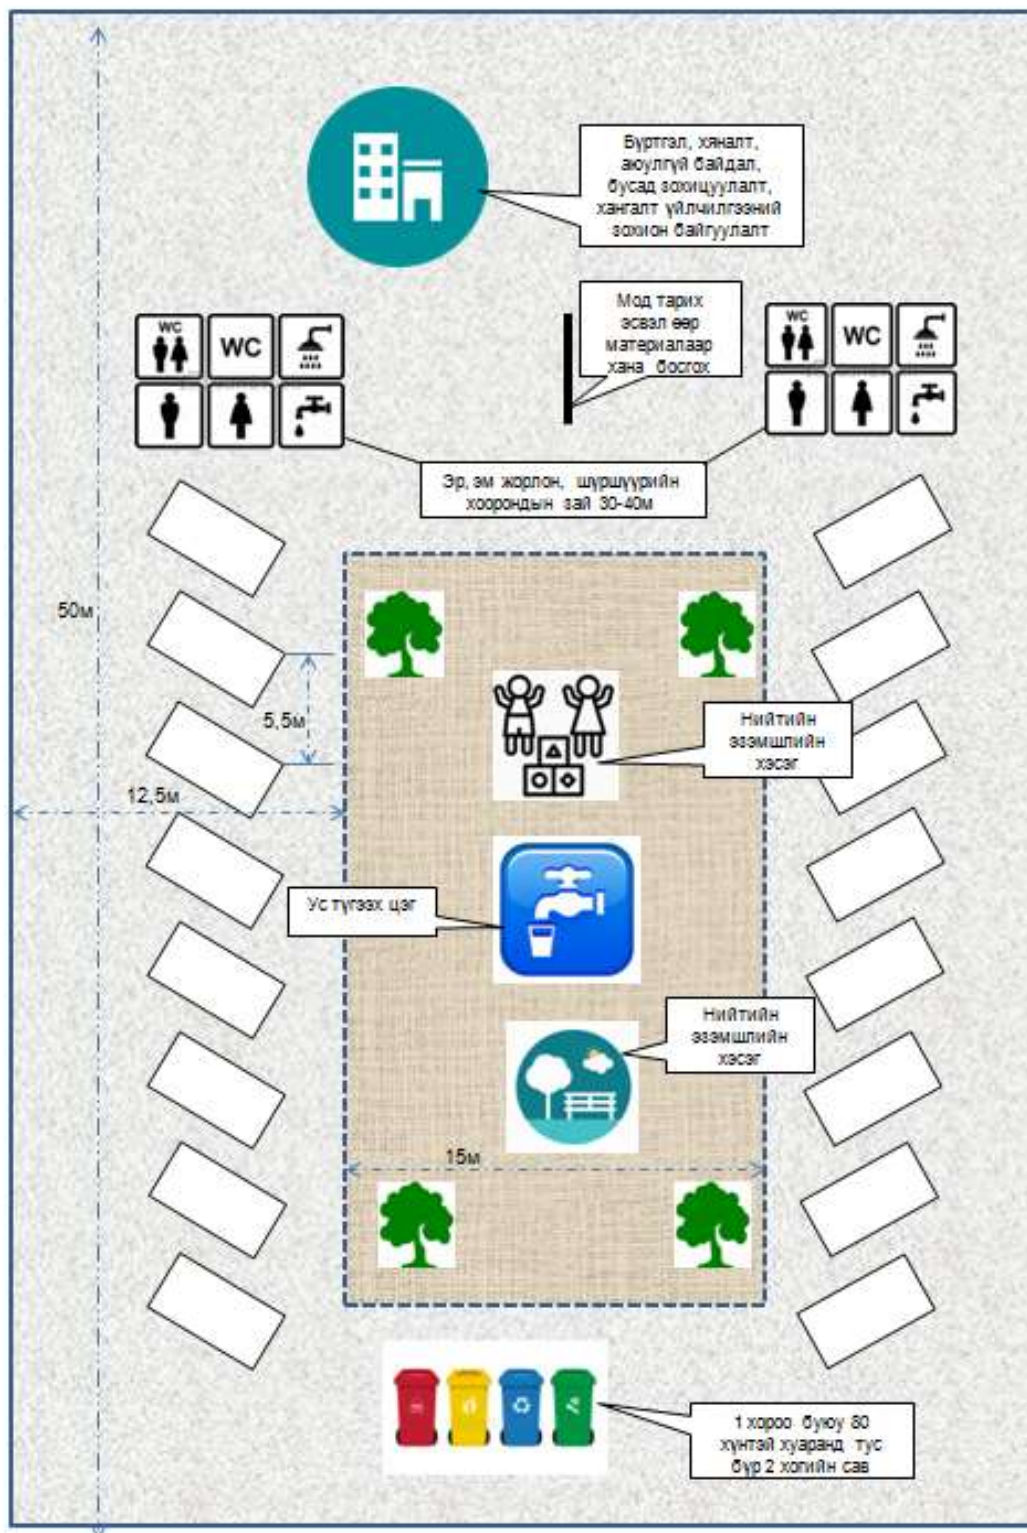 Бүртгэл, хяналт,
аюулгүй байдал,
бусад зохицуулалт,
хангалт үйлчилгээний
зохион байгуулалт
Мод тарих
эсвэл өөр
материалаар
хана босгох
WC
WC
WC
WC
Эр, эм жорлон, шүршүүрийн
хоорондын зай 30-40м
50м
5,5м
12,5м
Нийтийн
эзэмшлийн
хэсэг
Ус түгээх цэг
Нийтийн
эзэмшлийн
хэсэг
15м
1 хороо буюу 80
хүнтэй хуаранд тус
бүр 2 хогийн сав